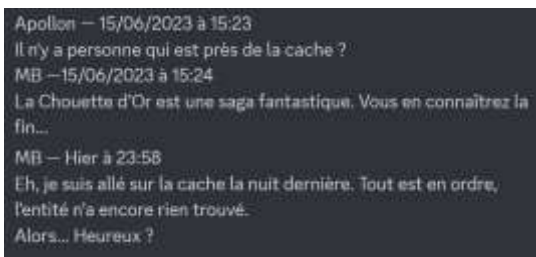 Apollon — 15/06/2023 à 15:23
Il n'y a personne qui est près de la cache ?
MB —15/06/2023 à 15:24
La Chouette d'Or est une saga fantastique. Vous en connaîtrez la
fin...
MB — Hier à 23:58
Eh, je suis allé sur la cache la nuit dernière. Tout est en ordre,
l'entité n'a encore rien trouvé.
Alors... Heureux ?